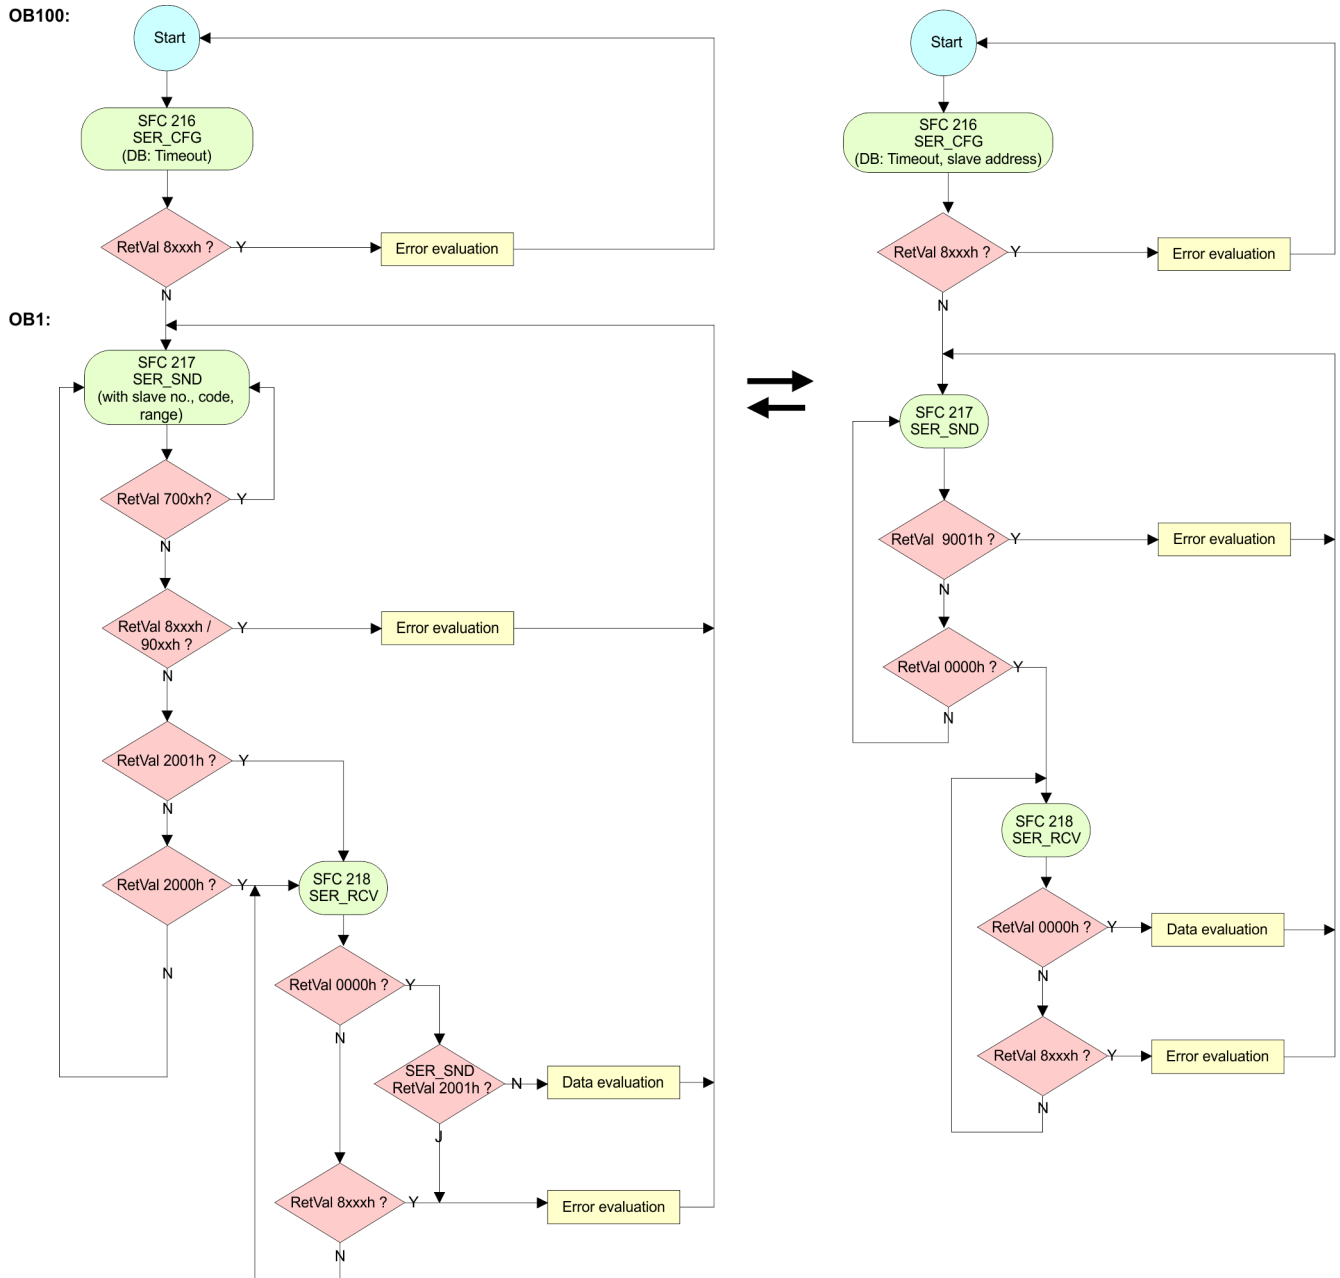 OB100:
Start
SFC 216
SER_CFG
(DB: Timeout)
RetVal 8xxxh ?
Y
Error evaluation
N
OB1:
SFC 217
SER_SND
(with slave no., code,
range)
RetVal 700xh?
Y
N
RetVal 8xxxh /
90xxh ?
Y
Error evaluation
N
RetVal 2001h ?
Y
N
RetVal 2000h ?
Y
N
SFC 218
SER_RCV
RetVal 0000h ?
Y
N
SER_SND
RetVal 2001h ?
N
Data evaluation
J
RetVal 8xxxh ?
Y
Error evaluation
N
Start
SFC 216
SER_CFG
(DB: Timeout, slave address)
RetVal 8xxxh ?
Y
Error evaluation
N
SFC 217
SER_SND
RetVal 9001h ?
Y
Error evaluation
N
RetVal 0000h ?
Y
N
SFC 218
SER_RCV
RetVal 0000h ?
Y
Data evaluation
N
RetVal 8xxxh ?
Y
Error evaluation
N